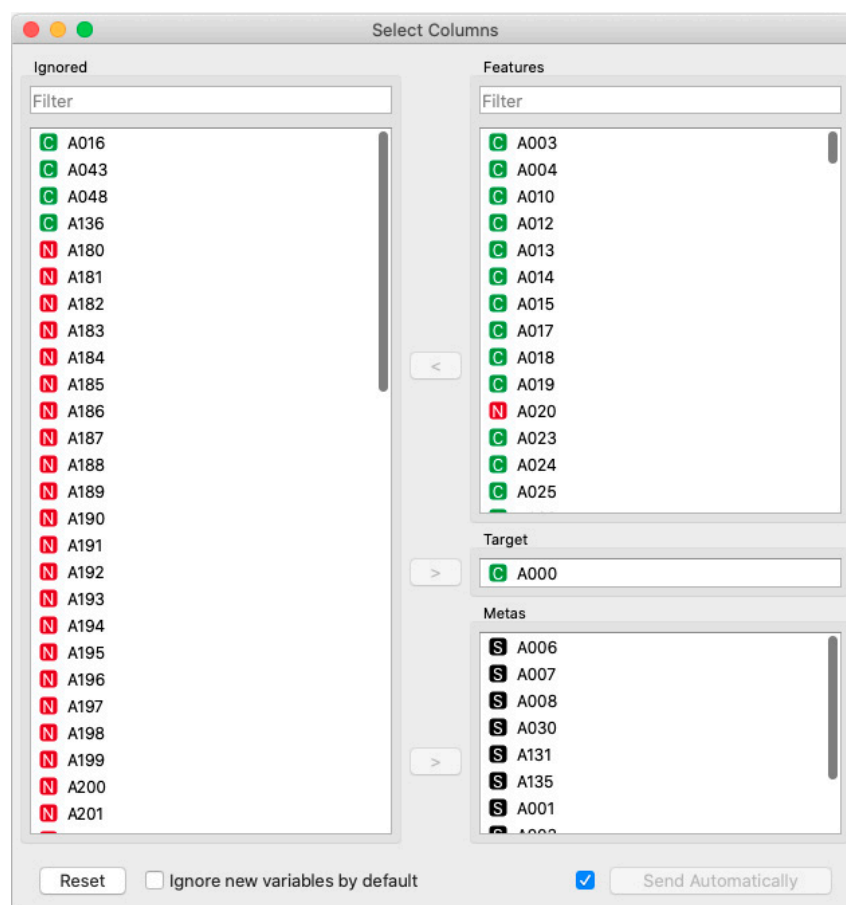 Select Columns
Ignored
Filter
C A016
C A043
C A048
C A136
N A180
N A181
N A182
N A183
N A184
N A185
N A186
N A187
N A188
N A189
N A190
N A191
N A192
N A193
N A194
N A195
N A196
N A197
N A198
N A199
N A200
N A201
<
>
>
Features
Filter
C A003
C A004
C A010
C A012
C A013
C A014
C A015
C A017
C A018
C A019
N A020
C A023
C A024
C A025
Target
C A000
Metas
S A006
S A007
S A008
S A030
S A131
S A135
S A001
Reset
Ignore new variables by default
Send Automatically